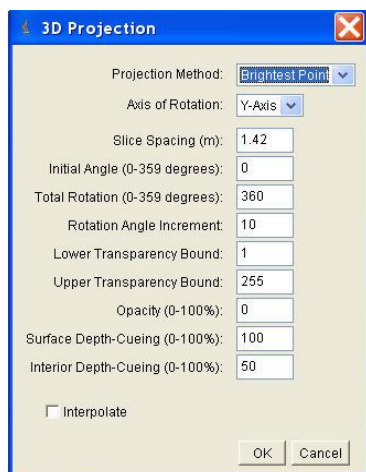 3D Projection
Projection Method: Brightest Point
Axis of Rotation: Y-Axis
Slice Spacing (m): 1.42
Initial Angle (0-359 degrees): 0
Total Rotation (0-359 degrees): 360
Rotation Angle Increment: 10
Lower Transparency Bound: 1
Upper Transparency Bound: 255
Opacity (0-100%): 0
Surface Depth-Cueing (0-100%): 100
Interior Depth-Cueing (0-100%): 50
Interpolate
OK Cancel